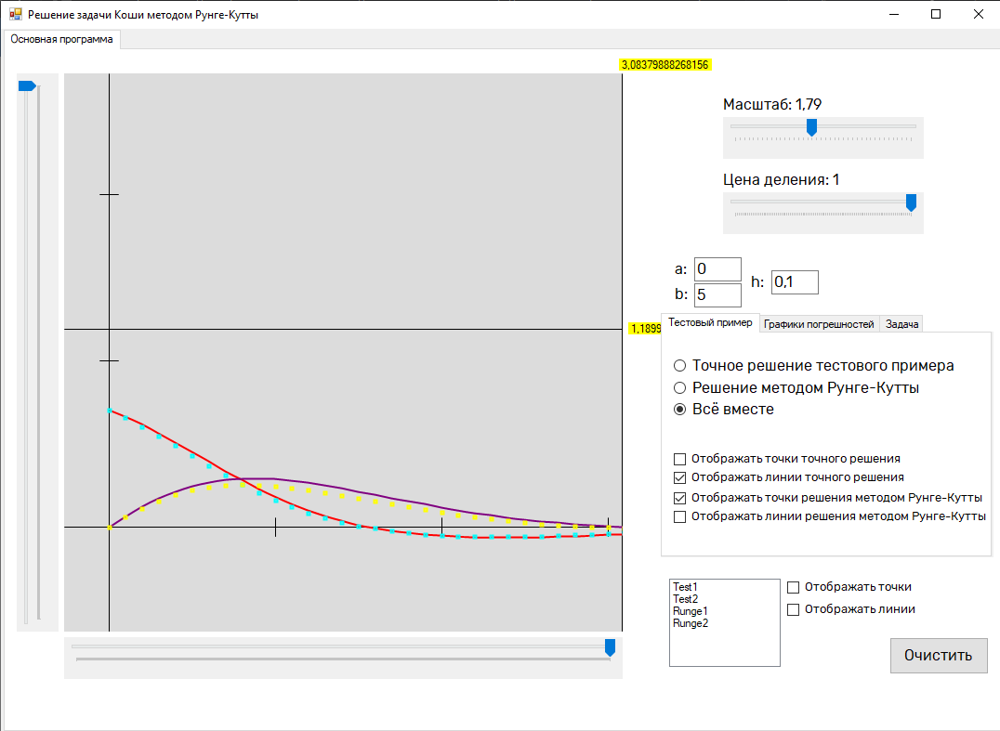 Решение задачи Коши методом Рунге-Кутты
Основная программа
3,08379888268156
Масштаб: 1,79
Цена деления: 1
a: 0
h: 0,1
b: 5
1,1899
Тестовый пример
Графики погрешностей
Задача
Точное решение тестового примера
Решение методом Рунге-Кутты
Всё вместе
Отображать точки точного решения
Отображать линии точного решения
Отображать точки решения методом Рунге-Кутты
Отображать линии решения методом Рунге-Кутты
Test1
Test2
Runge1
Runge2
Отображать точки
Отображать линии
Очистить